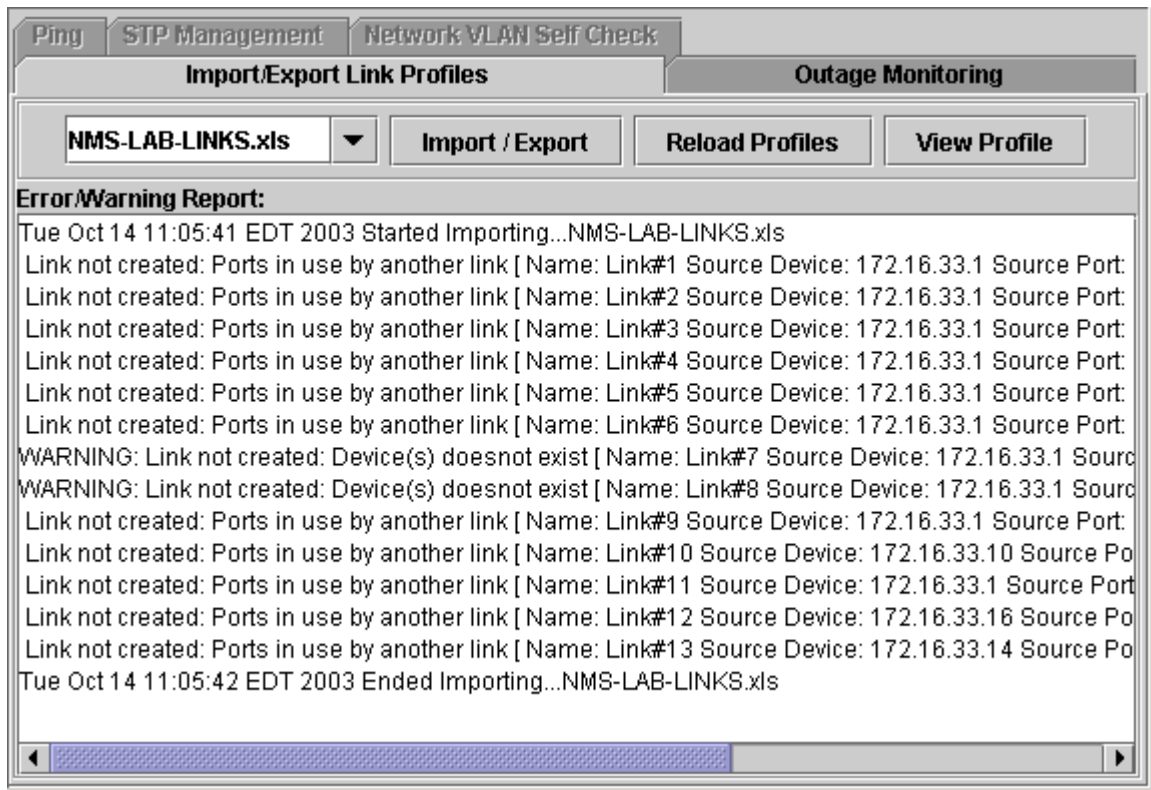 Ping STP Management Network VLAN Self Check
Import/Export Link Profiles Outage Monitoring
NMS-LAB-LINKS.xls Import / Export Reload Profiles View Profile
Error/Warning Report:
Tue Oct 14 11:05:41 EDT 2003 Started Importing...NMS-LAB-LINKS.xls
Link not created: Ports in use by another link [ Name: Link#1 Source Device: 172.16.33.1 Source Port:
Link not created: Ports in use by another link [ Name: Link#2 Source Device: 172.16.33.1 Source Port:
Link not created: Ports in use by another link [ Name: Link#3 Source Device: 172.16.33.1 Source Port:
Link not created: Ports in use by another link [ Name: Link#4 Source Device: 172.16.33.1 Source Port:
Link not created: Ports in use by another link [ Name: Link#5 Source Device: 172.16.33.1 Source Port:
Link not created: Ports in use by another link [ Name: Link#6 Source Device: 172.16.33.1 Source Port:
WARNING: Link not created: Device(s) doesnot exist [ Name: Link#7 Source Device: 172.16.33.1 Sourc
WARNING: Link not created: Device(s) doesnot exist [ Name: Link#8 Source Device: 172.16.33.1 Sourc
Link not created: Ports in use by another link [ Name: Link#9 Source Device: 172.16.33.1 Source Port:
Link not created: Ports in use by another link [ Name: Link#10 Source Device: 172.16.33.10 Source Po
Link not created: Ports in use by another link [ Name: Link#11 Source Device: 172.16.33.1 Source Port
Link not created: Ports in use by another link [ Name: Link#12 Source Device: 172.16.33.16 Source Po
Link not created: Ports in use by another link [ Name: Link#13 Source Device: 172.16.33.14 Source Po
Tue Oct 14 11:05:42 EDT 2003 Ended Importing...NMS-LAB-LINKS.xls